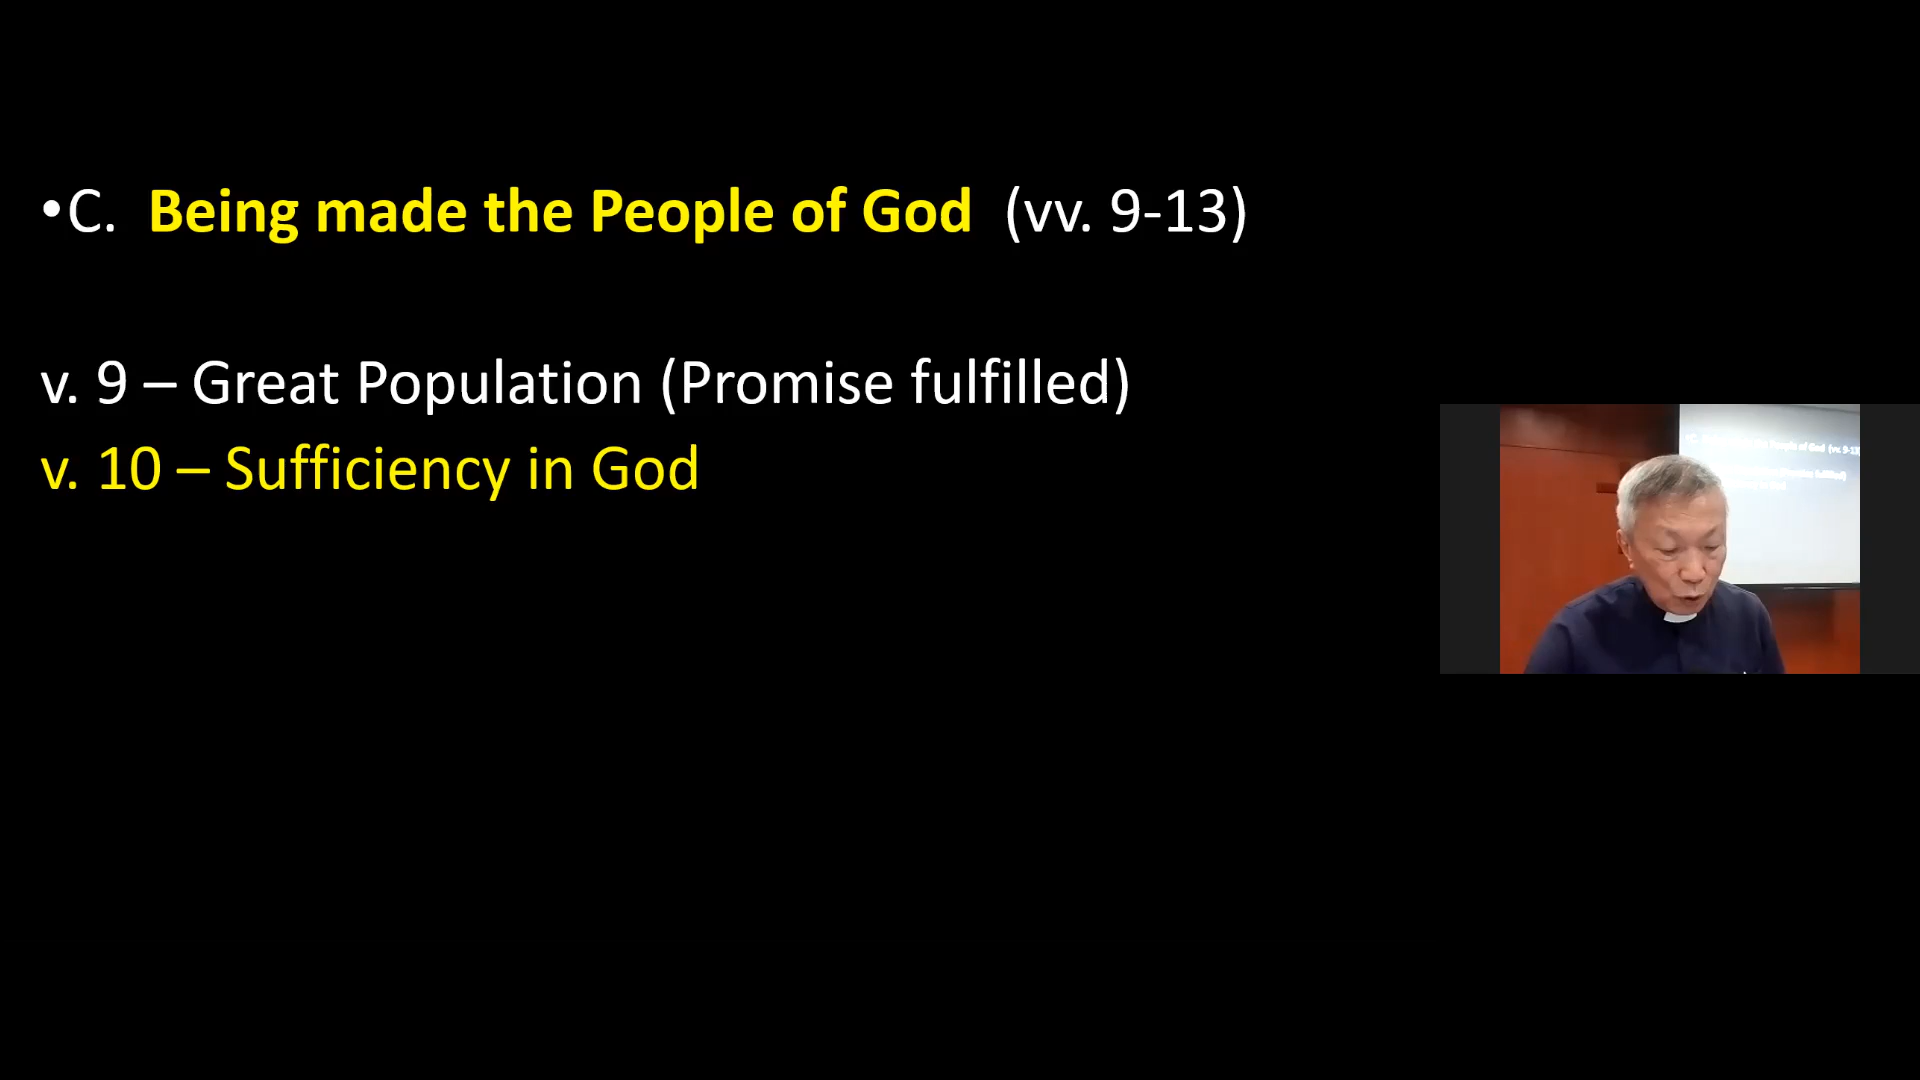 •C. Being made the People of God (vv. 9-13)
v. 9 – Great Population (Promise fulfilled)
v. 10 – Sufficiency in God